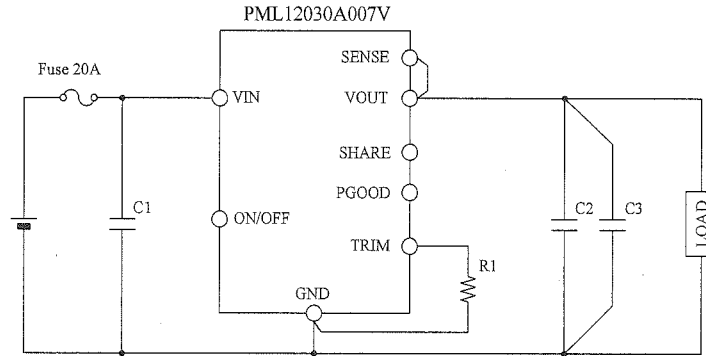 PML12030A007V
Fuse 20A
SENSE
VIN
VOUT
SHARE
PGOOD
C1
ON/OFF
C2
C3
LOAD
TRIM
R1
GND